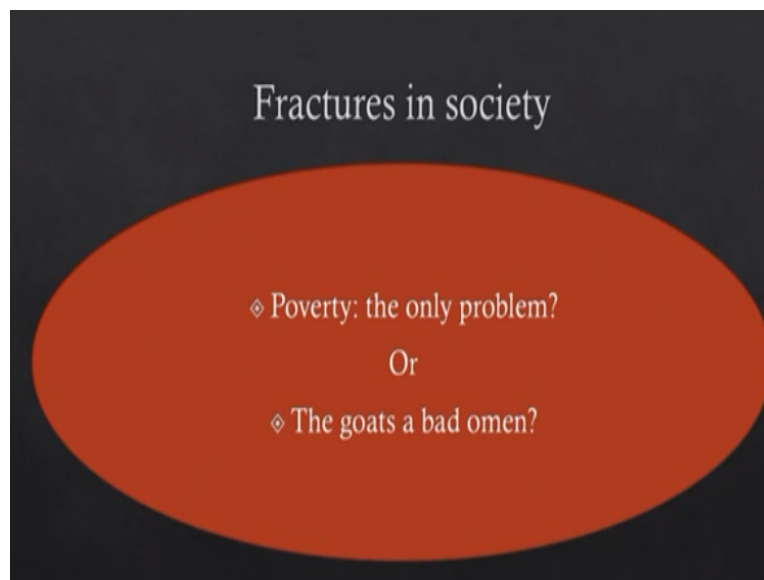 Fractures in society
Poverty: the only problem?
Or
The goats a bad omen?